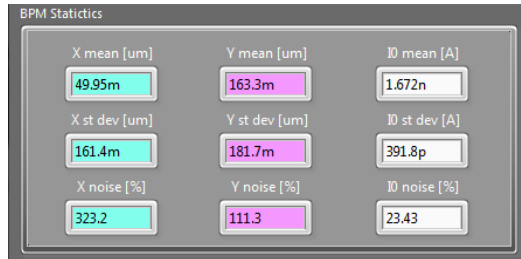 BPM Statictics
X mean [um] Y mean [um] I0 mean [A]
49.95m 163.3m 1.672n
X st dev [um] Y st dev [um] I0 st dev [A]
161.4m 181.7m 391.8p
X noise [%] Y noise [%] I0 noise [%]
323.2 111.3 23.43